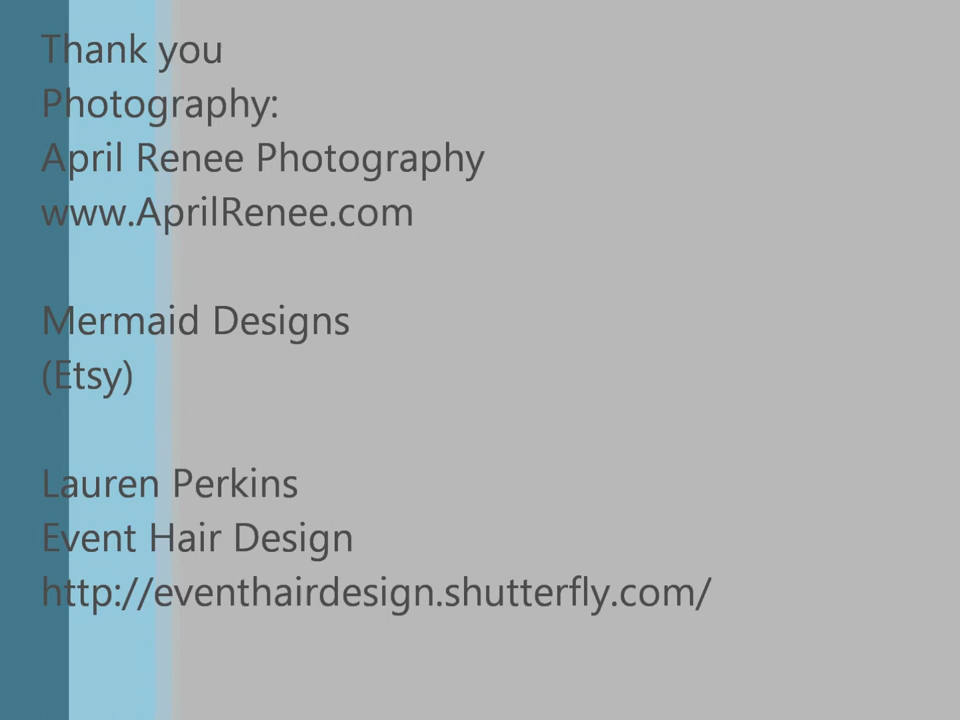 Thank you
Photography:
April Renee Photography
www.AprilRenee.com
Mermaid Designs
(Etsy)
Lauren Perkins
Event Hair Design
http://eventhairdesign.shutterfly.com/